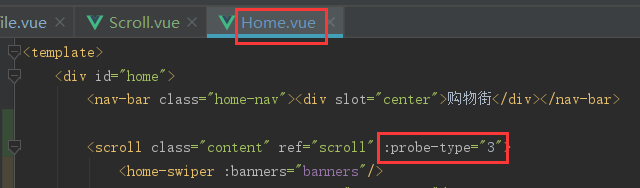 ile.vue Scroll.vue Home.vue
<template>
<div id="home">
<nav-bar class="home-nav"><div slot="center">购物街</div></nav-bar>
<scroll class="content" ref="scroll" :probe-type="3">
<home-swiper :banners="banners"/>